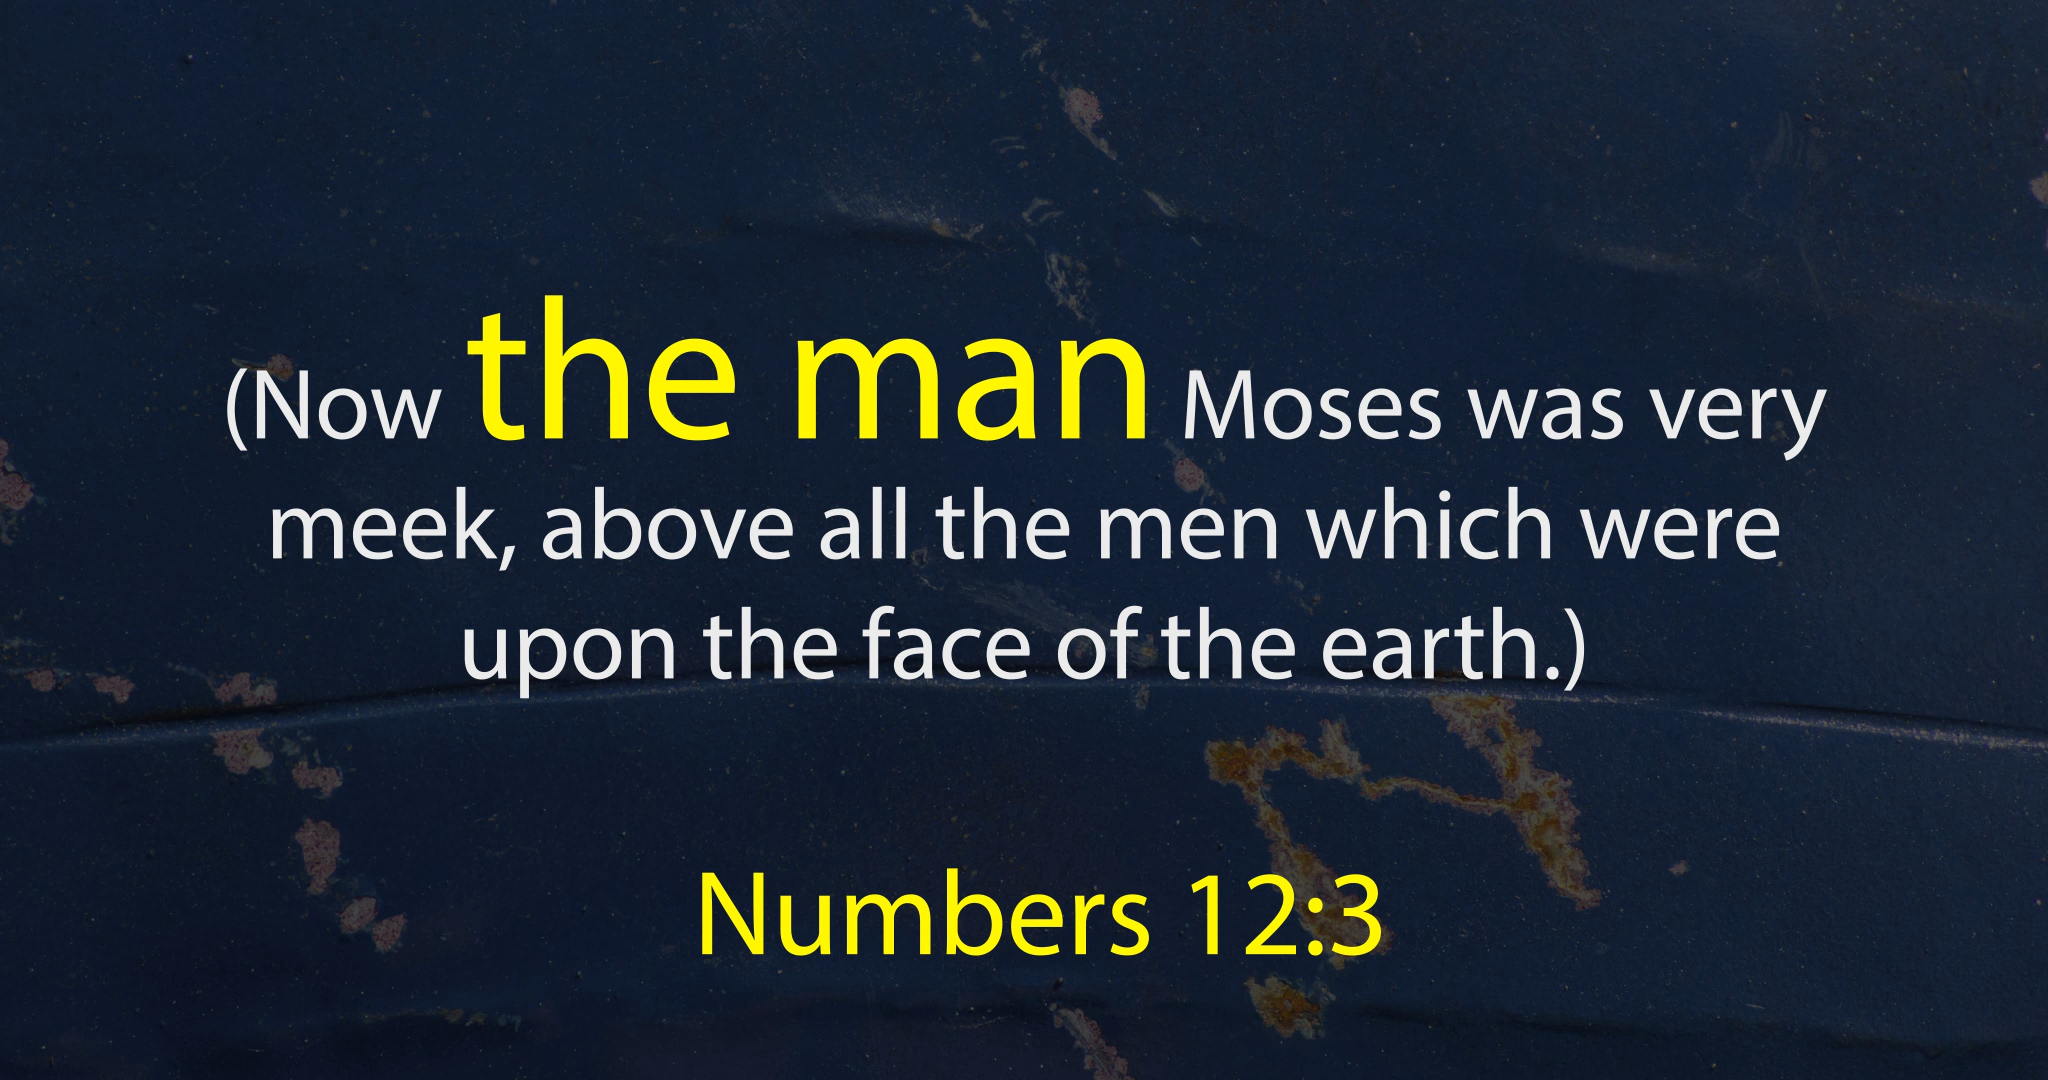 (Now the man Moses was very
meek, above all the men which were
upon the face of the earth.)
Numbers 12:3